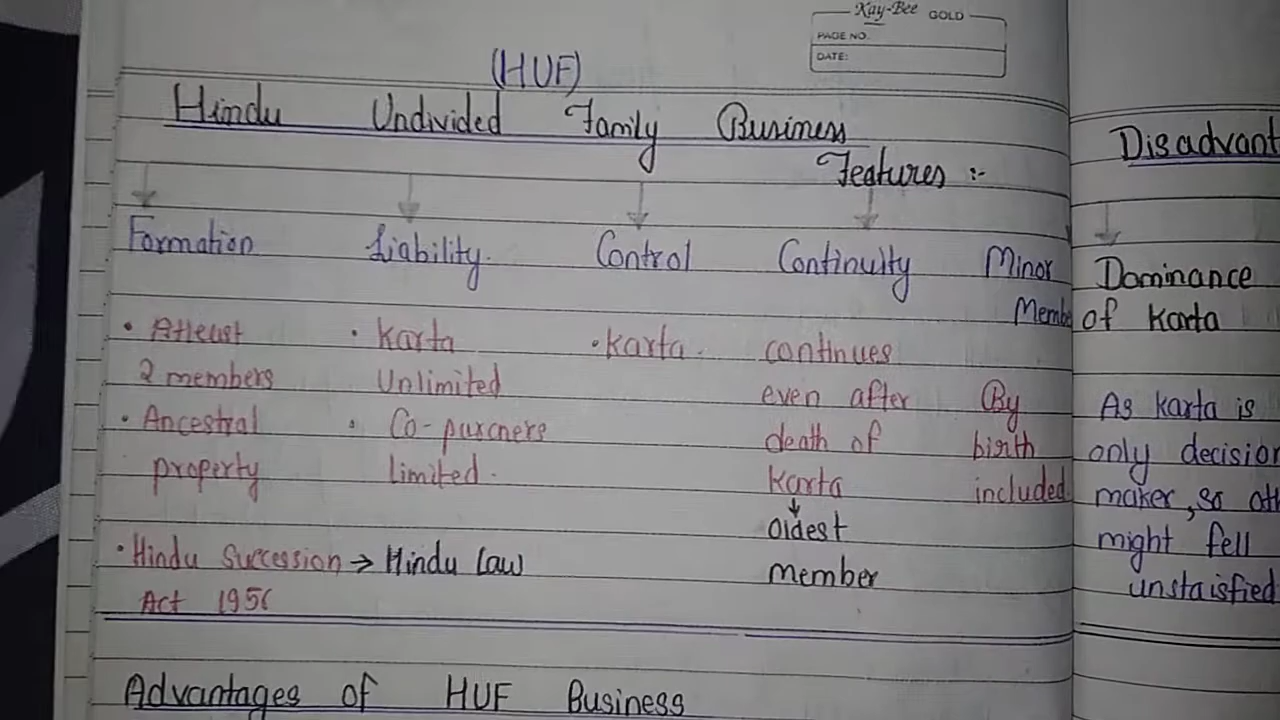 Kay-Bee GOLD
PAGE NO.
DATE:
(HUF)
Hindu Undivided Family Business
Features :-
Formation
• Atleast
2 members
• Ancestral
property
• Hindu Succession → Hindu Law
Act 1956
Liability.
• Karta
Unlimited
• Co-parcners
limited.
Control
• Karta.
Continuity
continues
even after
death of
Karta
↓
oldest
member
Minor
Membe
By
birth
included
Advantages of HUF Business
Disadvant
Dominance
of Karta
As Karta is
only decision
maker, so oth
might fell
unstaisfied